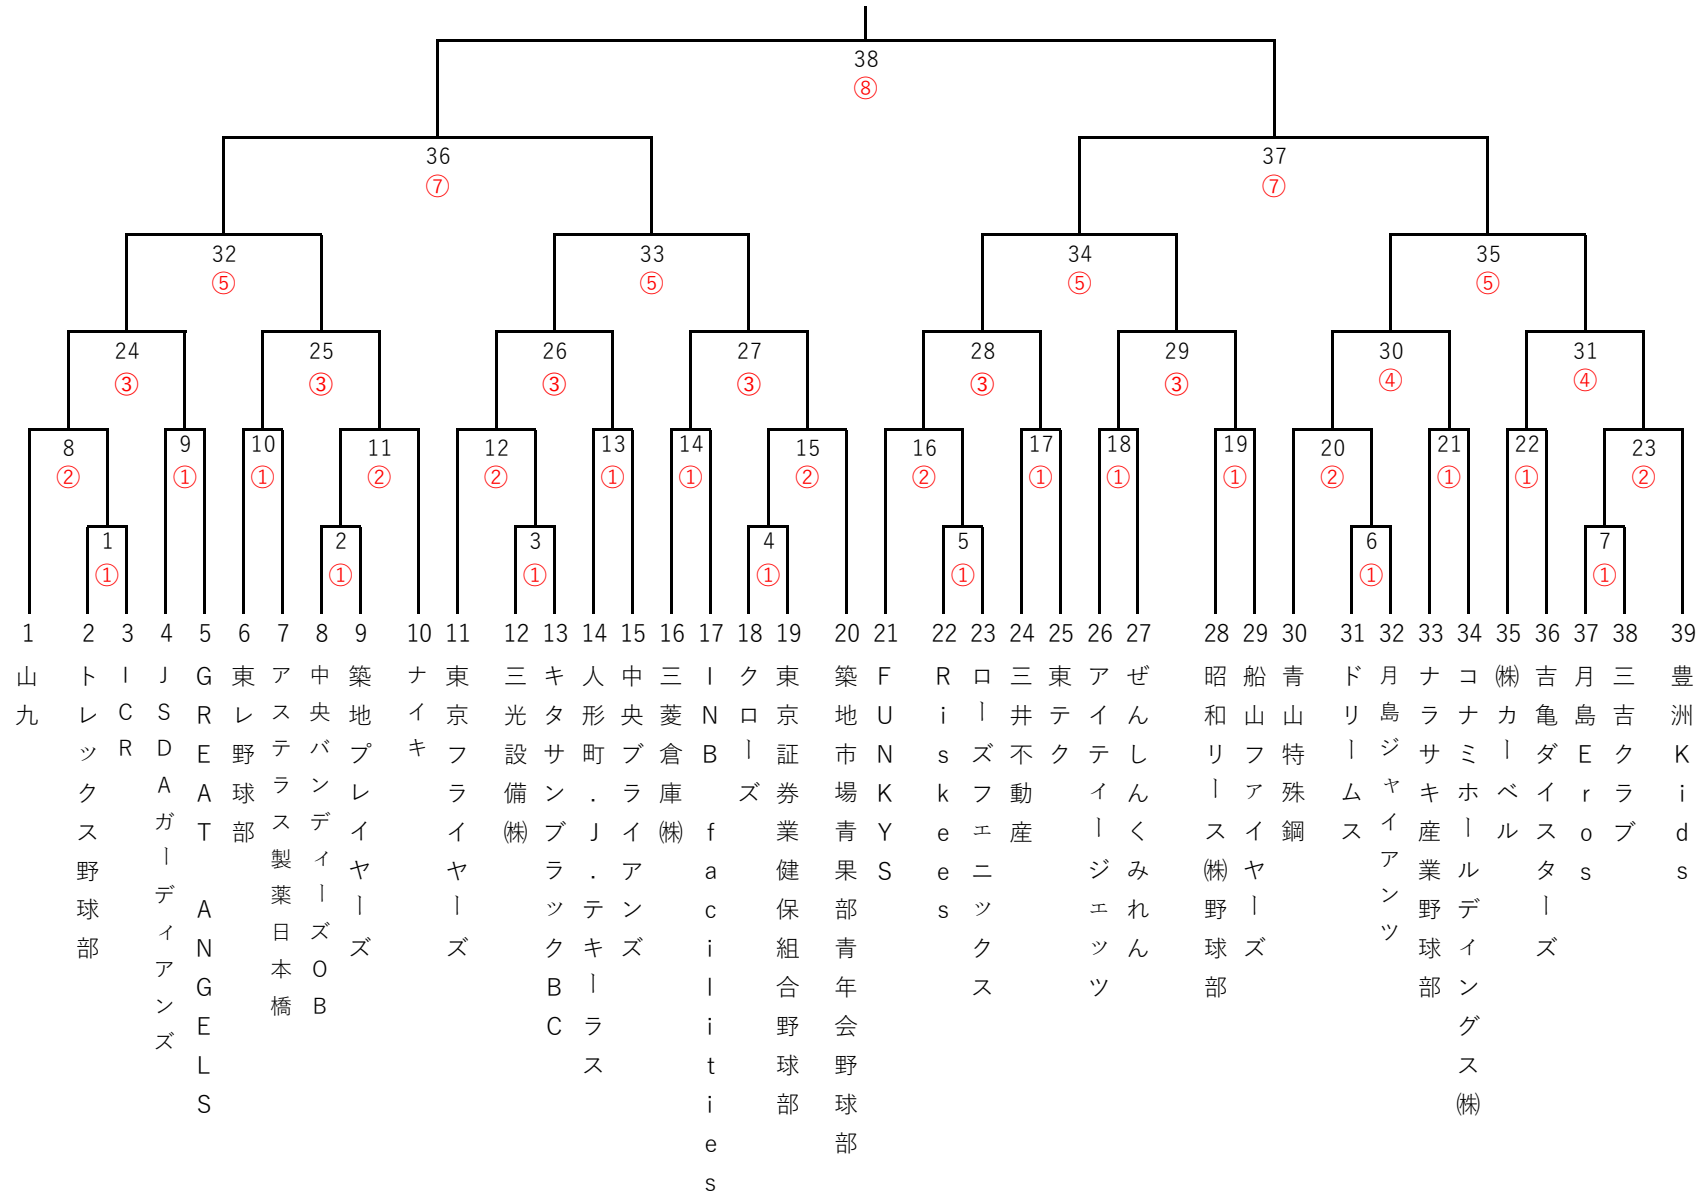 38
⑧
36 37
⑦ ⑦
32 33 34 35
⑤ ⑤ ⑤ ⑤
24 25 26 27 28 29 30 31
③ ③ ③ ③ ③ ③ ④ ④
8 9 10 11 12 13 14 15 16 17 18 19 20 21 22 23
② ① ① ② ② ① ① ② ② ① ① ① ② ① ① ②
1 2 3 4 5 6 7
① ① ① ① ① ① ①
1 山九
2 トレックス野球部
3 ICR
4 JSDAガーディアンズ
5 GREAT ANGELS
6 東レ野球部
7 アステラス製薬日本橋
8 中央バンディーズOB
9 築地プレイヤーズ
10 ナイキ
11 東京フライヤーズ
12 三光設備㈱
13 キタサンブラックBC
14 人形町.J.テキーラス
15 中央ブライアンズ
16 三菱倉庫㈱
17 INB facilities
18 クローズ
19 東京証券業健保組合野球部
20 築地市場青果部青年会野球部
21 FUNKYS
22 Riskees
23 ローズフェニックス
24 三井不動産
25 東テク
26 アイティージェッツ
27 ぜんしんくみれん
28 昭和リース㈱野球部
29 船山ファイヤーズ
30 青山特殊鋼
31 ドリームス
32 月島ジャイアンツ
33 ナラサキ産業野球部
34 コナミホールディングス㈱
35 ㈱カーベル
36 吉亀ダイスターズ
37 月島Eros
38 三吉クラブ
39 豊洲Kids